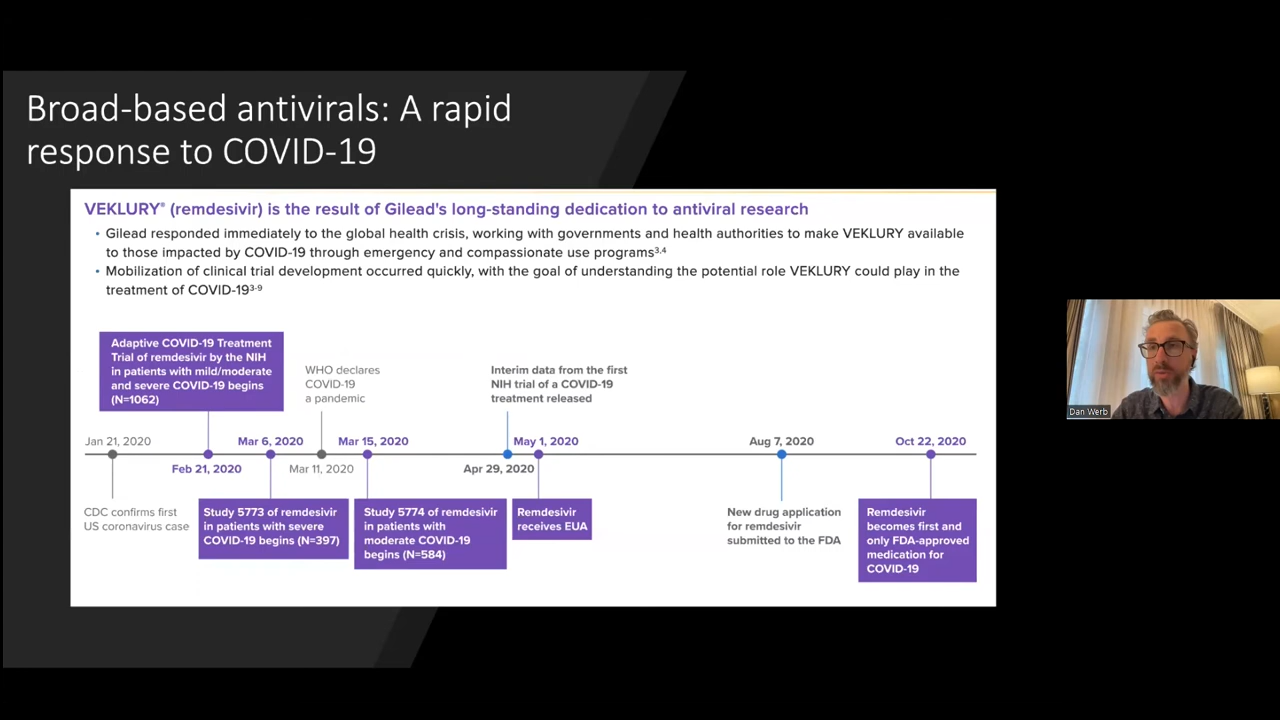 Broad-based antivirals: A rapid
response to COVID-19
VEKLURY® (remdesivir) is the result of Gilead's long-standing dedication to antiviral research
• Gilead responded immediately to the global health crisis, working with governments and health authorities to make VEKLURY available
to those impacted by COVID-19 through emergency and compassionate use programs3,4
• Mobilization of clinical trial development occurred quickly, with the goal of understanding the potential role VEKLURY could play in the
treatment of COVID-193-9
Adaptive COVID-19 Treatment
Trial of remdesivir by the NIH
in patients with mild/moderate
and severe COVID-19 begins
(N=1062)
WHO declares
COVID-19
a pandemic
Interim data from the first
NIH trial of a COVID-19
treatment released
Jan 21, 2020
Mar 6, 2020
Mar 15, 2020
May 1, 2020
Aug 7, 2020
Oct 22, 2020
Feb 21, 2020
Mar 11, 2020
Apr 29, 2020
CDC confirms first
US coronavirus case
Study 5773 of remdesivir
in patients with severe
COVID-19 begins (N=397)
Study 5774 of remdesivir
in patients with
moderate COVID-19
begins (N=584)
Remdesivir
receives EUA
New drug application
for remdesivir
submitted to the FDA
Remdesivir
becomes first and
only FDA-approved
medication for
COVID-19
Dan Werb